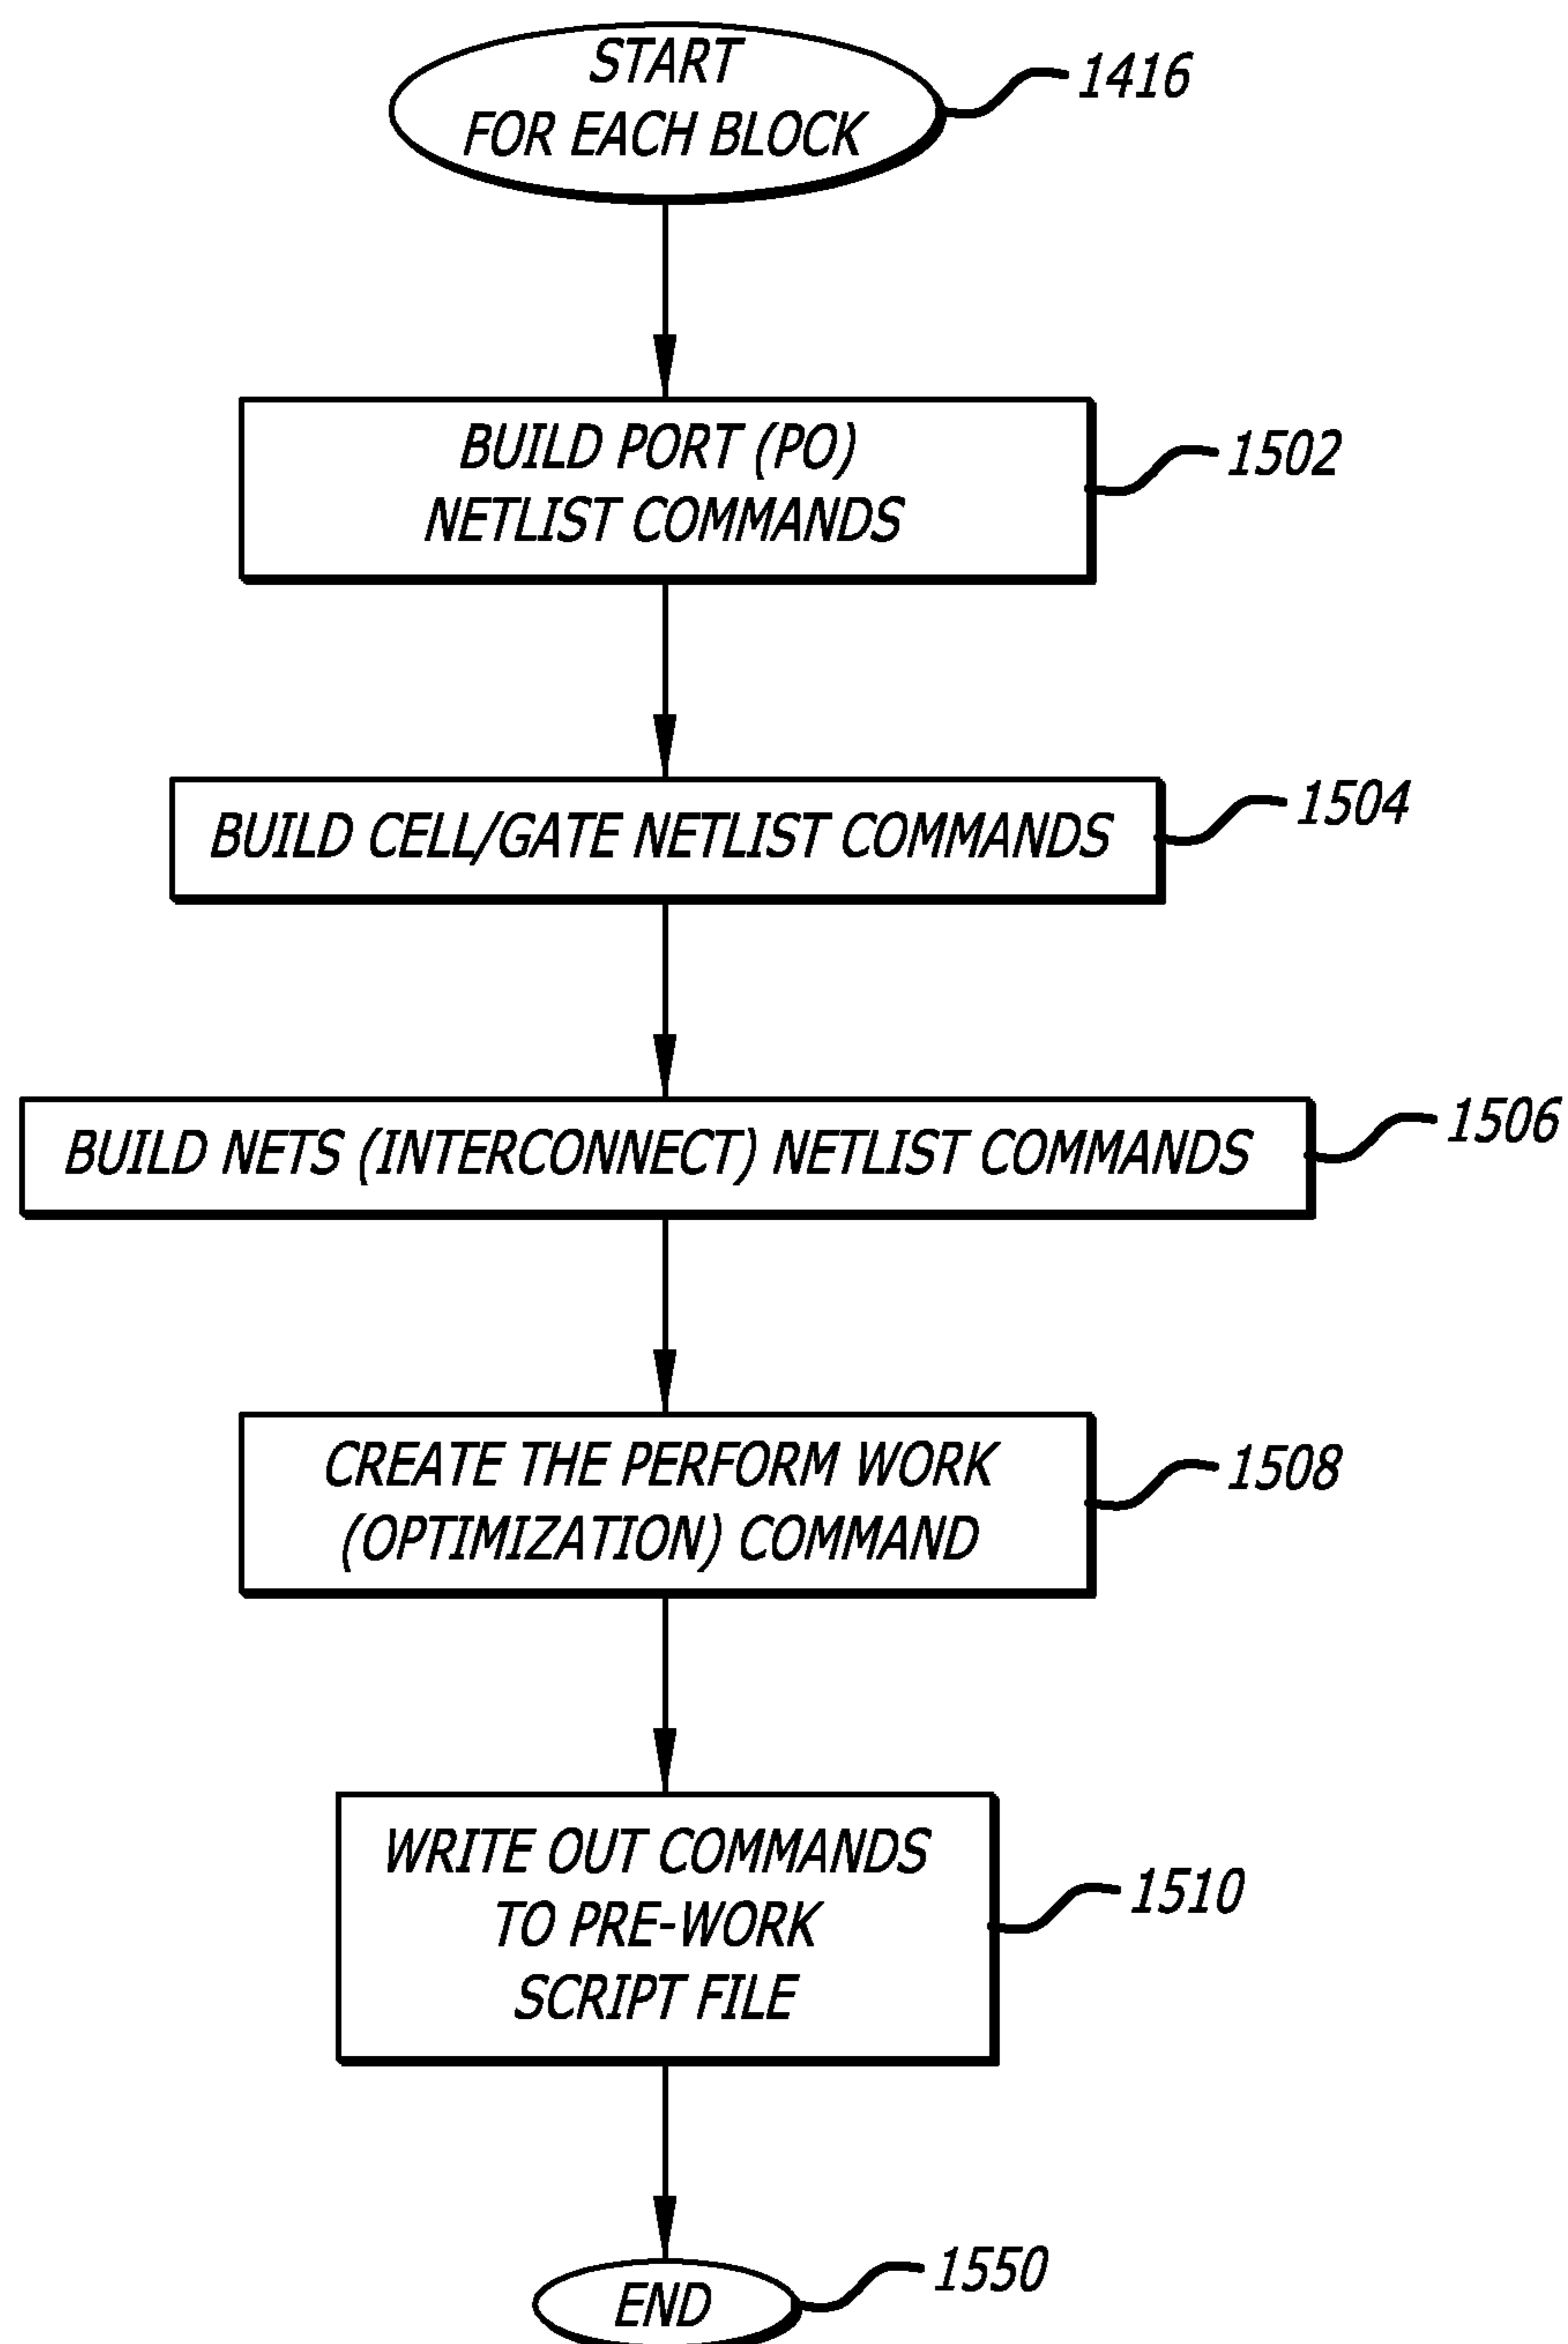 START
FOR EACH BLOCK
1416
BUILD PORT (PO)
NETLIST COMMANDS
1502
BUILD CELL/GATE NETLIST COMMANDS
1504
BUILD NETS (INTERCONNECT) NETLIST COMMANDS
1506
CREATE THE PERFORM WORK
(OPTIMIZATION) COMMAND
1508
WRITE OUT COMMANDS
TO PRE-WORK
SCRIPT FILE
1510
END
1550